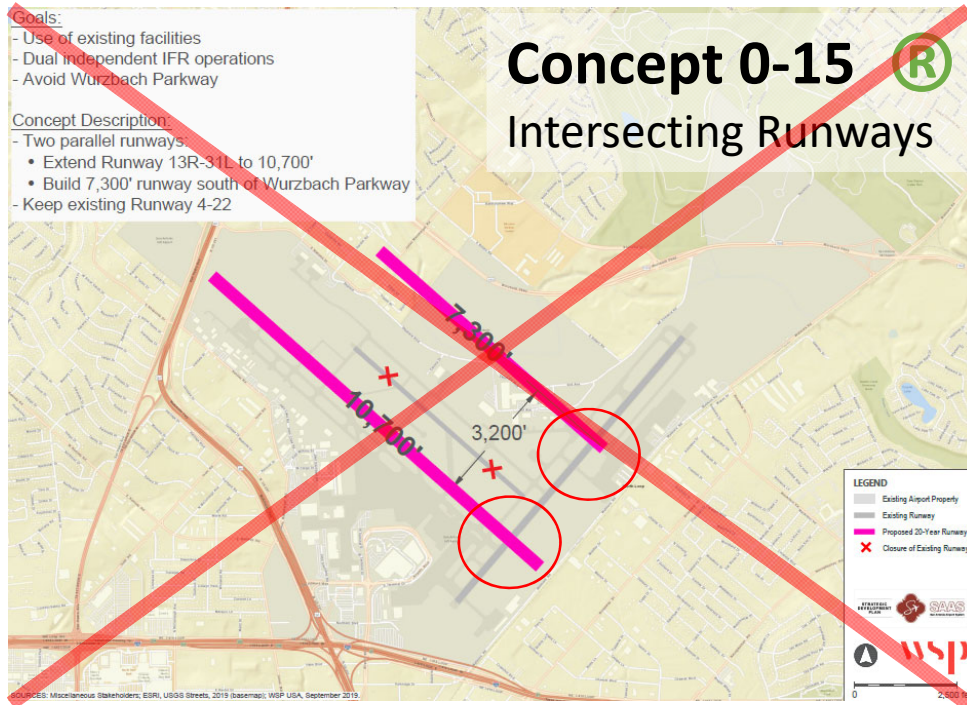 Goals:
- Use of existing facilities
- Dual independent IFR operations
- Avoid Wurzbach Parkway
Concept Description:
- Two parallel runways:
• Extend Runway 13R-31L to 10,700'
• Build 7,300' runway south of Wurzbach Parkway
- Keep existing Runway 4-22
Concept 0-15 ®
Intersecting Runways
7,300'
10,700'
3,200'
LEGEND
Existing Airport Property
Existing Runway
Proposed 20-Year Runway
Closure of Existing Runway
STRATEGIC
DEVELOPMENT
PLAN
SAAS
wsp
0 2,500 fe
SOURCES: Miscellaneous Stakeholders; ESRI, USGS Streets, 2019 (basemap); WSP USA, September 2019.